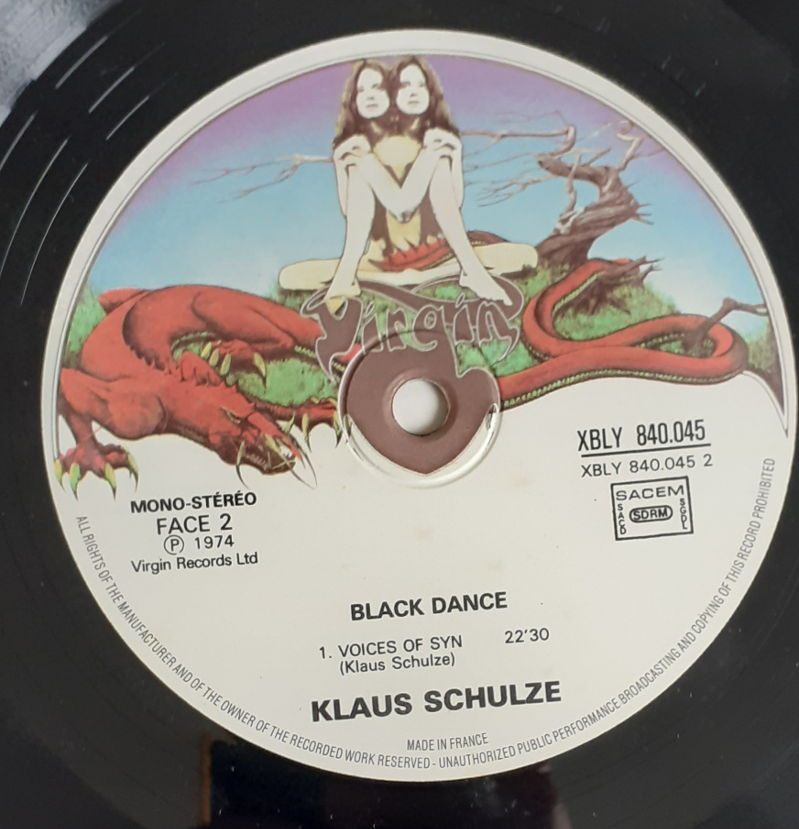 Virgin
XBLY 840.045
XBLY 840.045 2
SACEM
SACD
SDRM
SGDL
MONO-STÉRÉO
FACE 2
Ⓟ 1974
Virgin Records Ltd
BLACK DANCE
1. VOICES OF SYN 22'30
(Klaus Schulze)
KLAUS SCHULZE
MADE IN FRANCE
ALL RIGHTS OF THE MANUFACTURER AND OF THE OWNER OF THE RECORDED WORK RESERVED - UNAUTHORIZED PUBLIC PERFORMANCE BROADCASTING AND COPYING OF THIS RECORD PROHIBITED